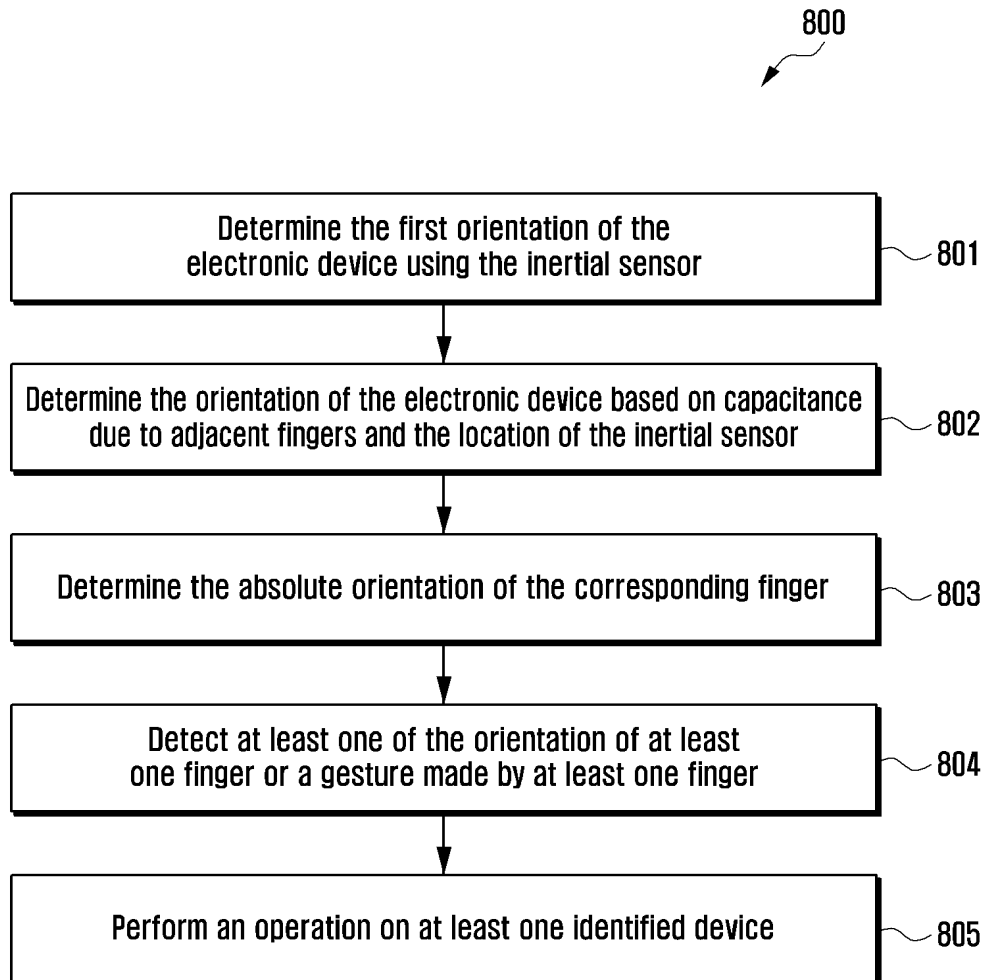 800
Determine the first orientation of the
electronic device using the inertial sensor
801
Determine the orientation of the electronic device based on capacitance
due to adjacent fingers and the location of the inertial sensor
802
Determine the absolute orientation of the corresponding finger
803
Detect at least one of the orientation of at least
one finger or a gesture made by at least one finger
804
Perform an operation on at least one identified device
805